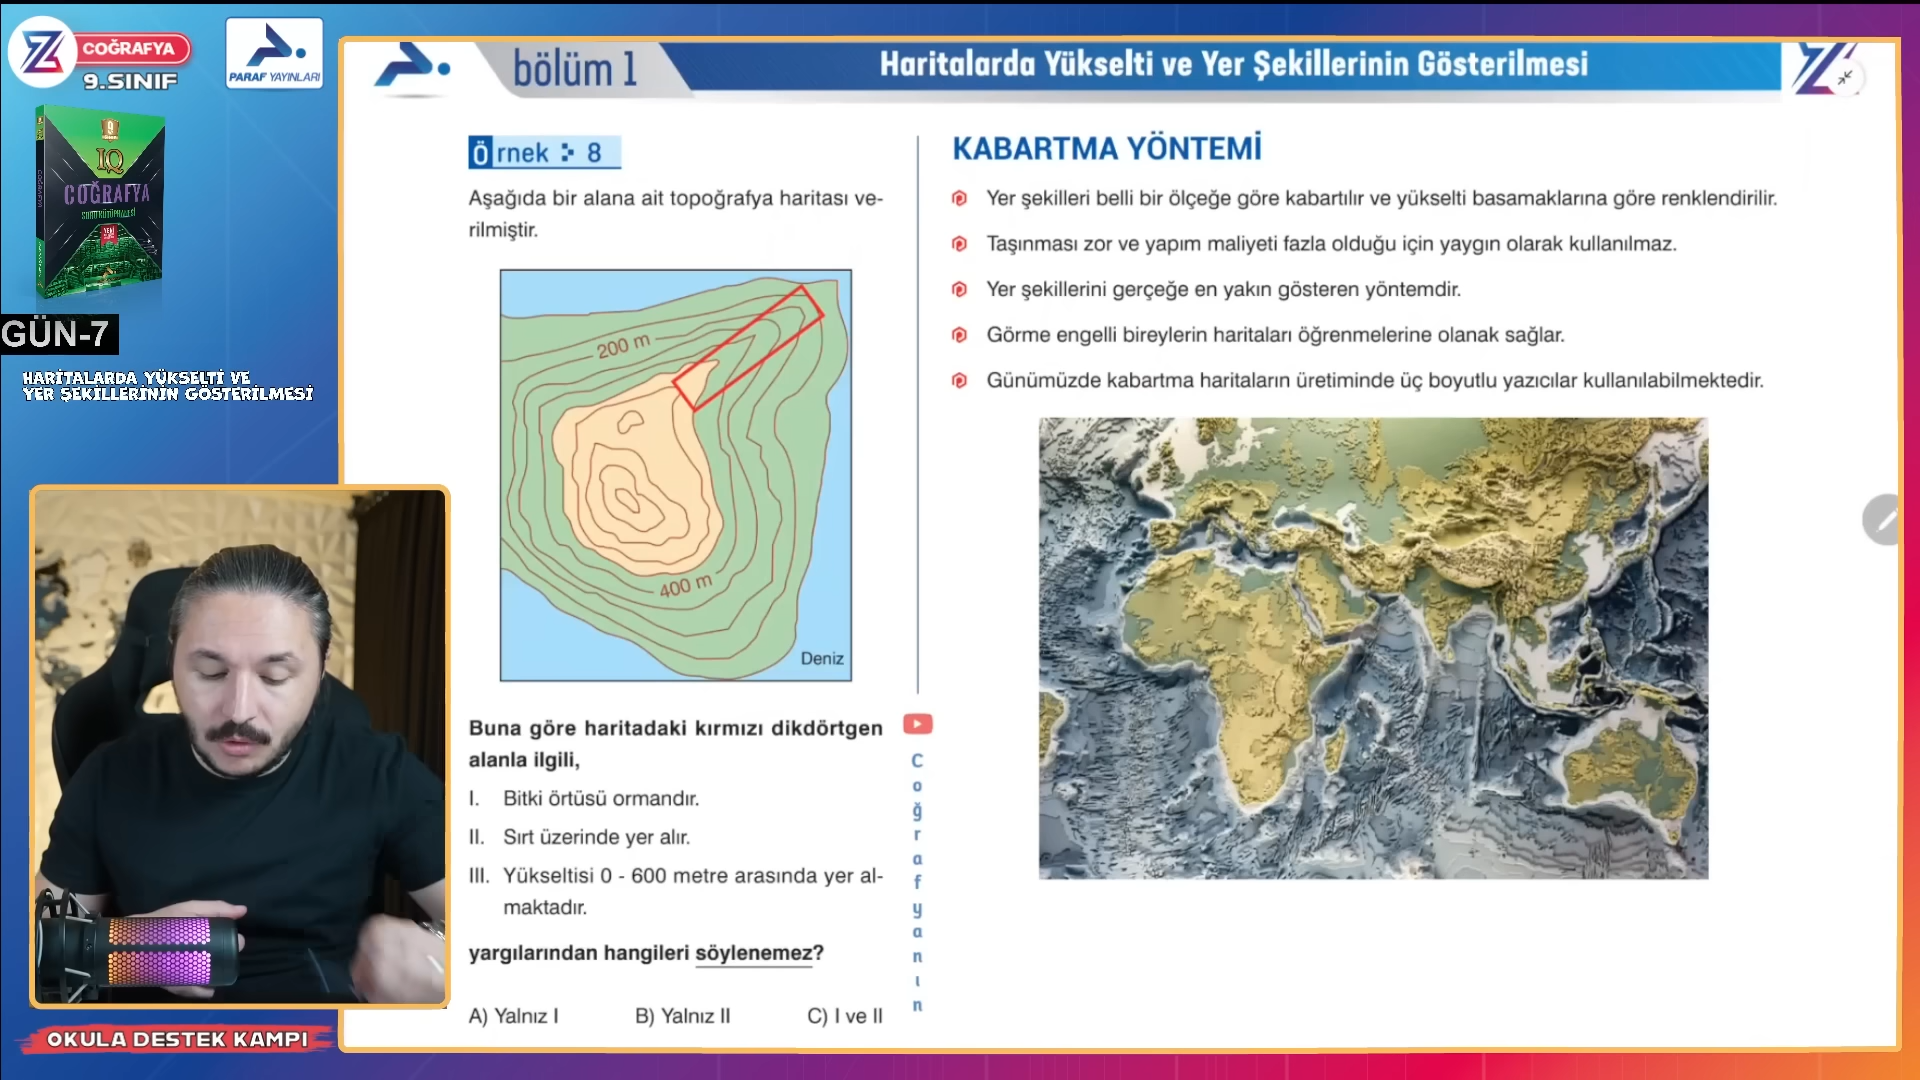 COĞRAFYA
9.SINIF
PARAF YAYINLARI
9
IQ
COĞRAFYA
GÜN-7
HARİTALARDA YÜKSELTİ VE
YER ŞEKİLLERİNİN GÖSTERİLMESİ
OKULA DESTEK KAMPI
bölüm 1
Haritalarda Yükselti ve Yer Şekillerinin Gösterilmesi
Örnek 8
Aşağıda bir alana ait topoğrafya haritası ve-
rilmiştir.
200 m
400 m
Deniz
Buna göre haritadaki kırmızı dikdörtgen
alanla ilgili,
I. Bitki örtüsü ormandır.
II. Sırt üzerinde yer alır.
III. Yükseltisi 0 - 600 metre arasında yer al-
maktadır.
yargılarından hangileri söylenemez?
A) Yalnız I B) Yalnız II C) I ve II
Coğrafyanın
KABARTMA YÖNTEMİ
Yer şekilleri belli bir ölçeğe göre kabartılır ve yükselti basamaklarına göre renklendirilir.
Taşınması zor ve yapım maliyeti fazla olduğu için yaygın olarak kullanılmaz.
Yer şekillerini gerçeğe en yakın gösteren yöntemdir.
Görme engelli bireylerin haritaları öğrenmelerine olanak sağlar.
Günümüzde kabartma haritaların üretiminde üç boyutlu yazıcılar kullanılabilmektedir.